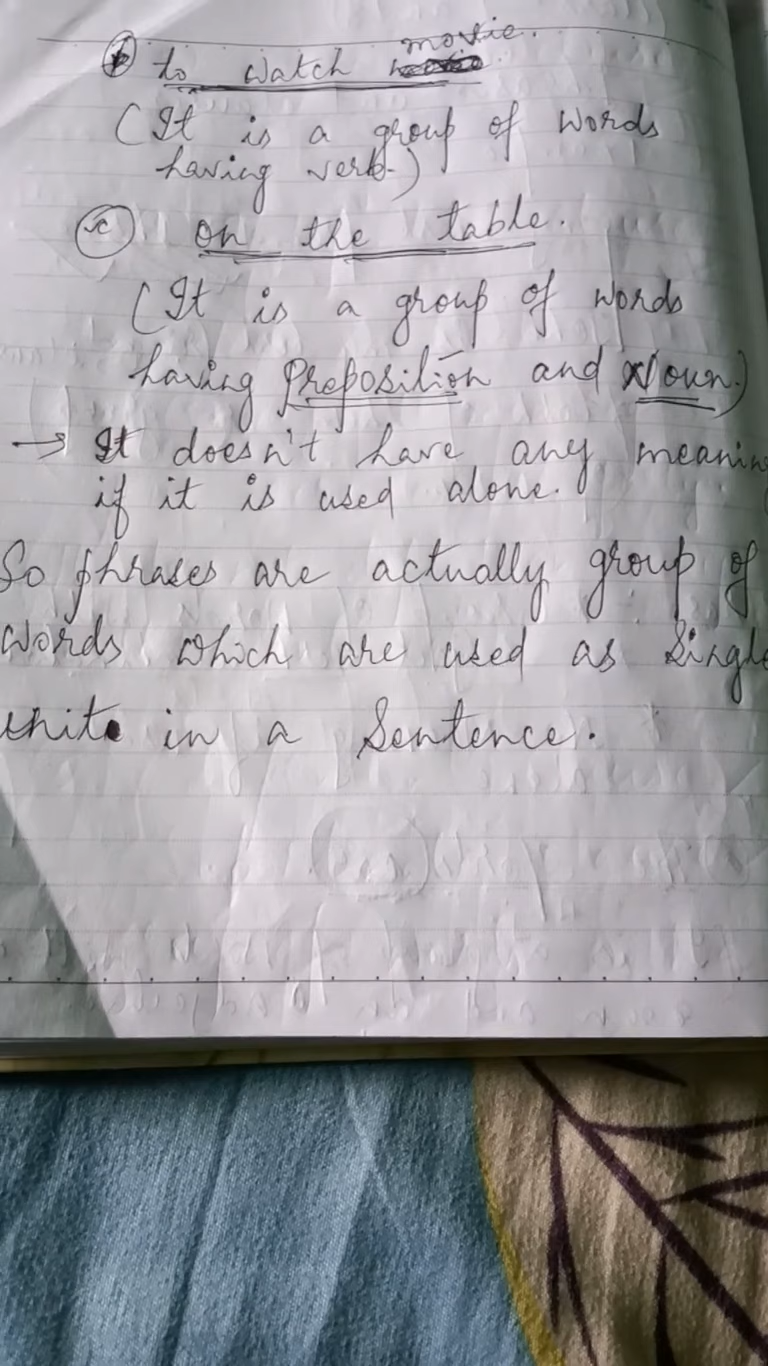 (b) to watch movie.
(It is a group of words
having verb.)
(c) on the table.
(It is a group of words
having Preposition and Noun.)
→ It doesn't have any meanin
if it is used alone.
So phrases are actually group of
words which are used as single
unit. in a sentence.